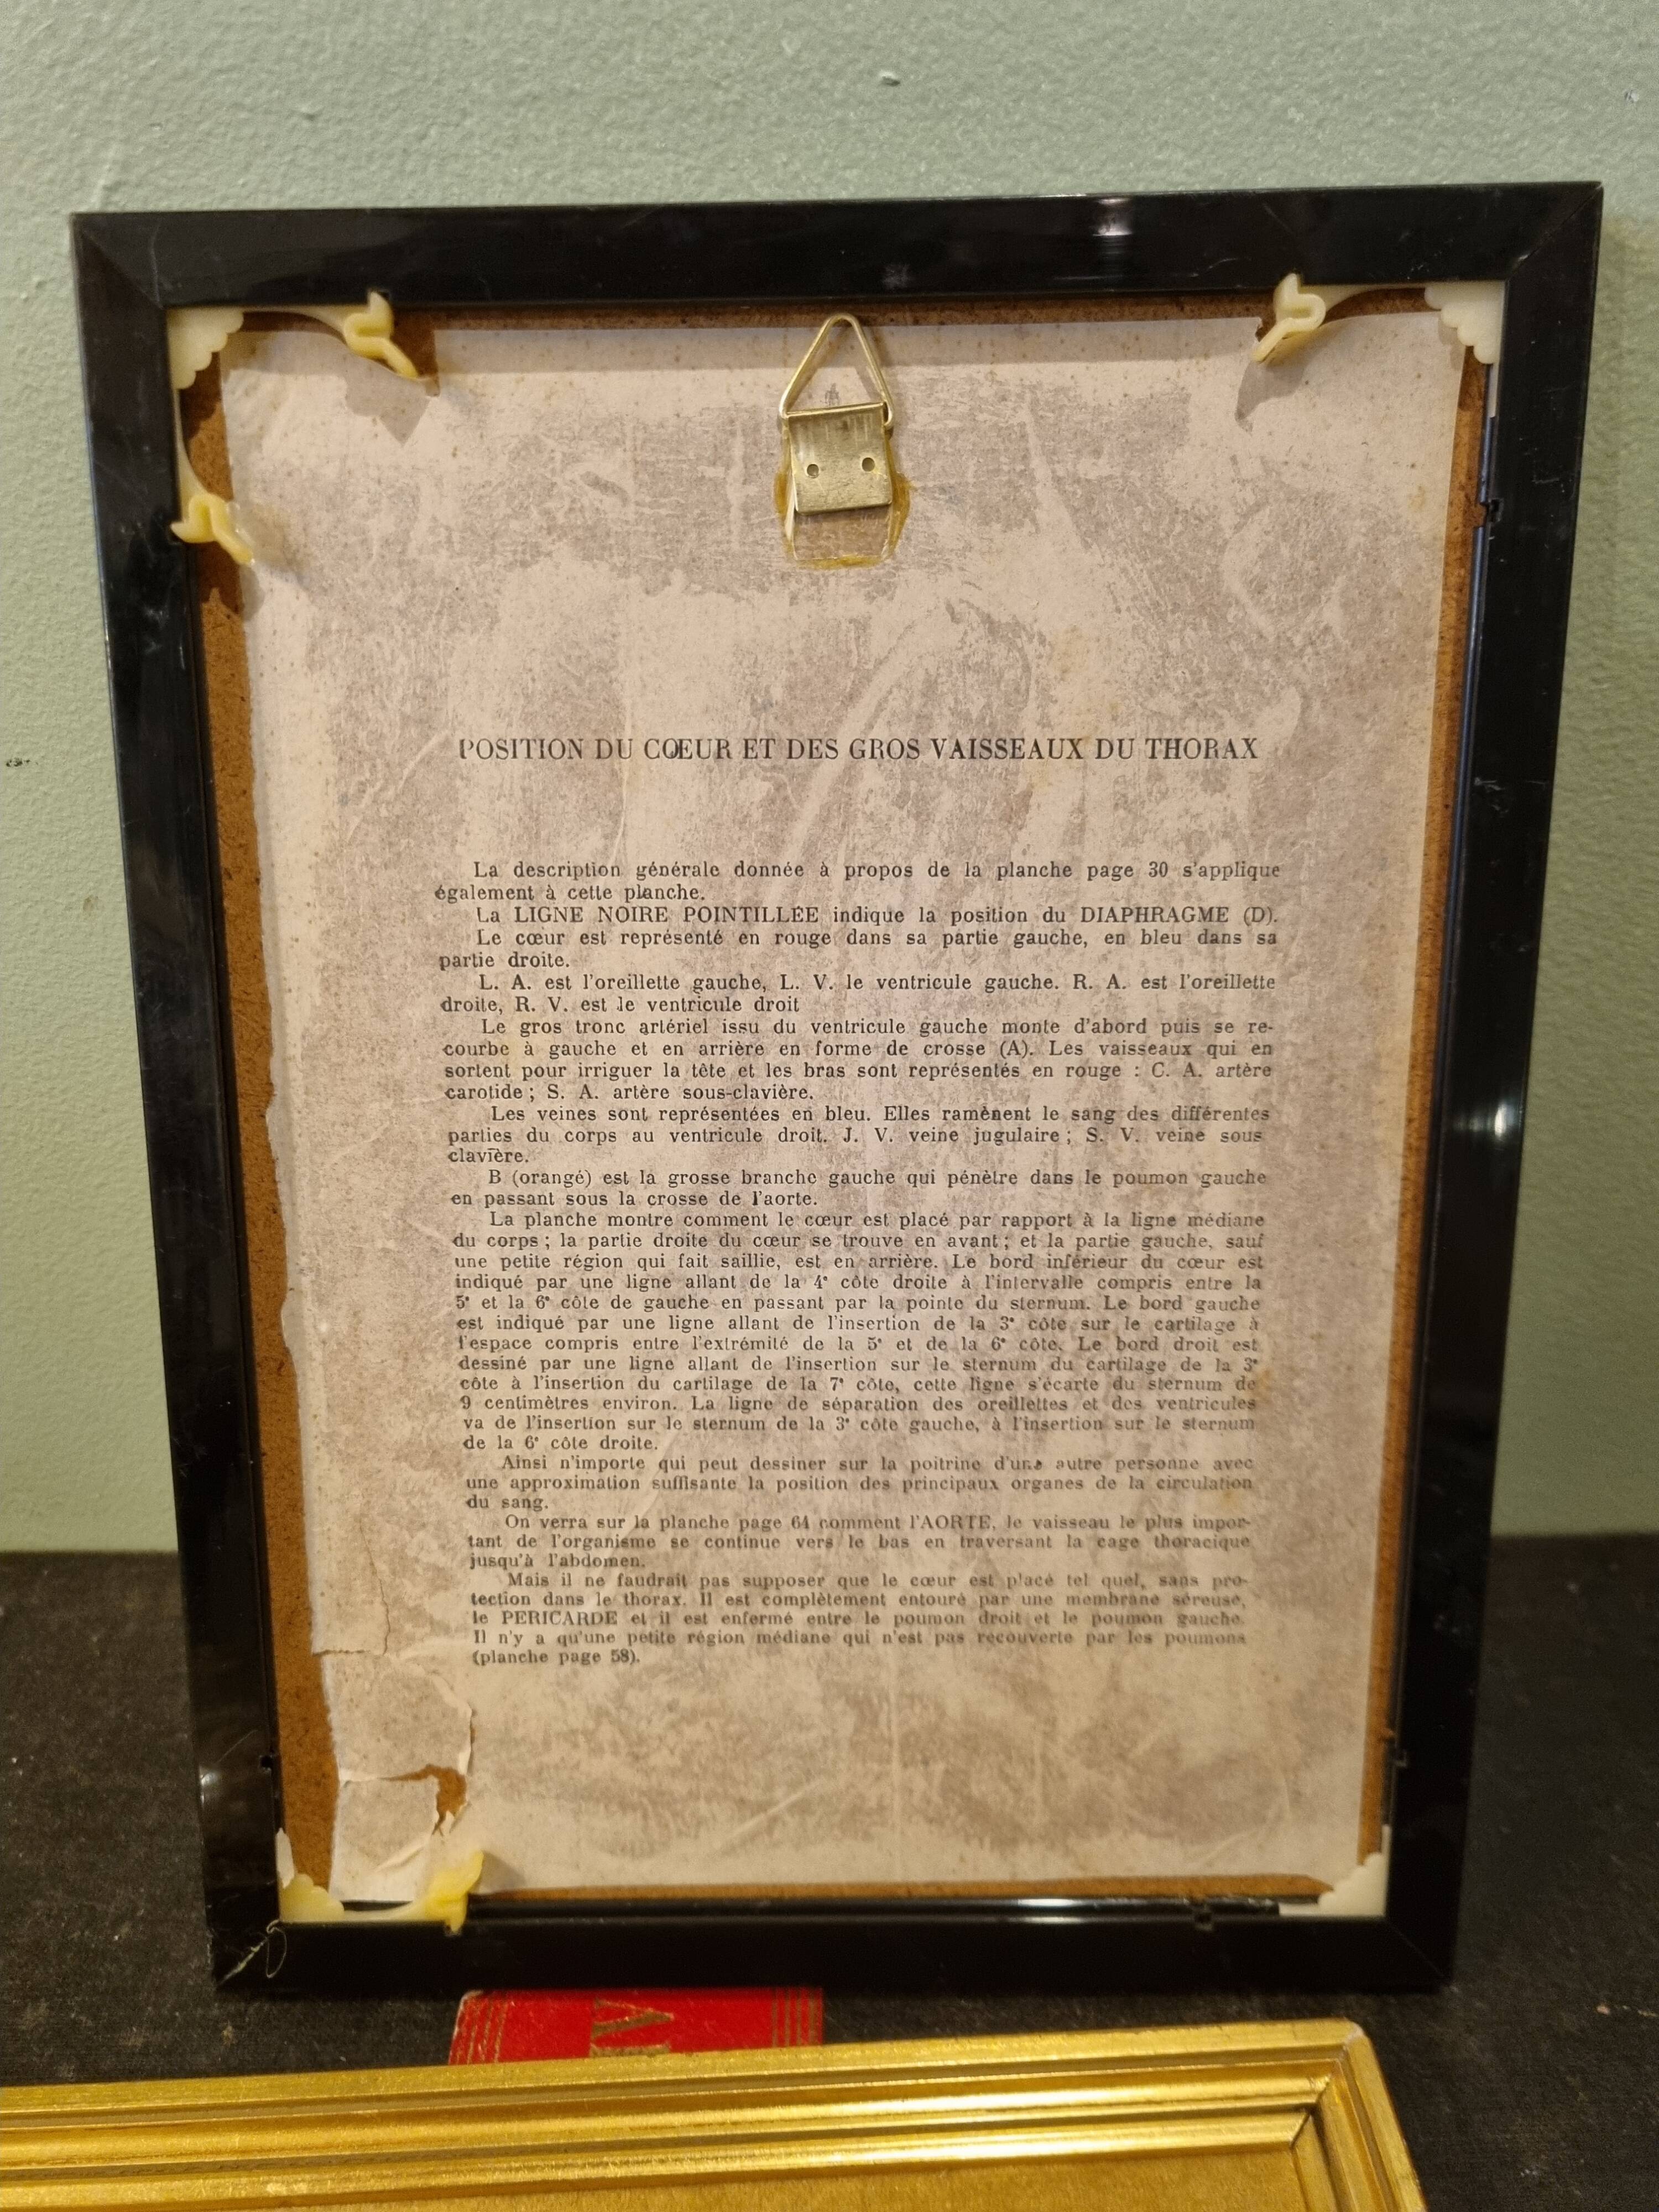 POSITION DU CŒUR ET DES GROS VAISSEAUX DU THORAX
La description générale donnée à propos de la planche page 30 s'applique
également à cette planche.
La LIGNE NOIRE POINTILLÉE indique la position du DIAPHRAGME (D).
Le cœur est représenté en rouge dans sa partie gauche, en bleu dans sa
partie droite.
L. A. est l'oreillette gauche, L. V. le ventricule gauche. R. A. est l'oreillette
droite, R. V. est le ventricule droit
Le gros tronc artériel issu du ventricule gauche monte d'abord puis se re-
courbe à gauche et en arrière en forme de crosse (A). Les vaisseaux qui en
sortent pour irriguer la tête et les bras sont représentés en rouge : C. A. artère
carotide ; S. A. artère sous-clavière.
Les veines sont représentées en bleu. Elles ramènent le sang des différentes
parties du corps au ventricule droit. J. V. veine jugulaire ; S. V. veine sous
clavière.
B (orangé) est la grosse branche gauche qui pénètre dans le poumon gauche
en passant sous la crosse de l'aorte.
La planche montre comment le cœur est placé par rapport à la ligne médiane
du corps ; la partie droite du cœur se trouve en avant ; et la partie gauche, sauf
une petite région qui fait saillie, est en arrière. Le bord inférieur du cœur est
indiqué par une ligne allant de la 4e côte droite à l'intervalle compris entre la
5e et la 6e côte de gauche en passant par la pointe du sternum. Le bord gauche
est indiqué par une ligne allant de l'insertion de la 3e côte sur le cartilage à
l'espace compris entre l'extrémité de la 5e et de la 6e côte. Le bord droit est
dessiné par une ligne allant de l'insertion sur le sternum du cartilage de la 3e
côte à l'insertion du cartilage de la 7e côte, cette ligne s'écarte du sternum de
9 centimètres environ. La ligne de séparation des oreillettes et des ventricules
va de l'insertion sur le sternum de la 3e côte gauche, à l'insertion sur le sternum
de la 6e côte droite.
Ainsi n'importe qui peut dessiner sur la poitrine d'une autre personne avec
une approximation suffisante la position des principaux organes de la circulation
du sang.
On verra sur la planche page 64 comment l'AORTE, le vaisseau le plus impor-
tant de l'organisme se continue vers le bas en traversant la cage thoracique
jusqu'à l'abdomen.
Mais il ne faudrait pas supposer que le cœur est placé tel quel, sans pro-
tection dans le thorax. Il est complètement entouré par une membrane séreuse,
le PERICARDE et il est enfermé entre le poumon droit et le poumon gauche.
Il n'y a qu'une petite région médiane qui n'est pas recouverte par les poumons
(planche page 58).